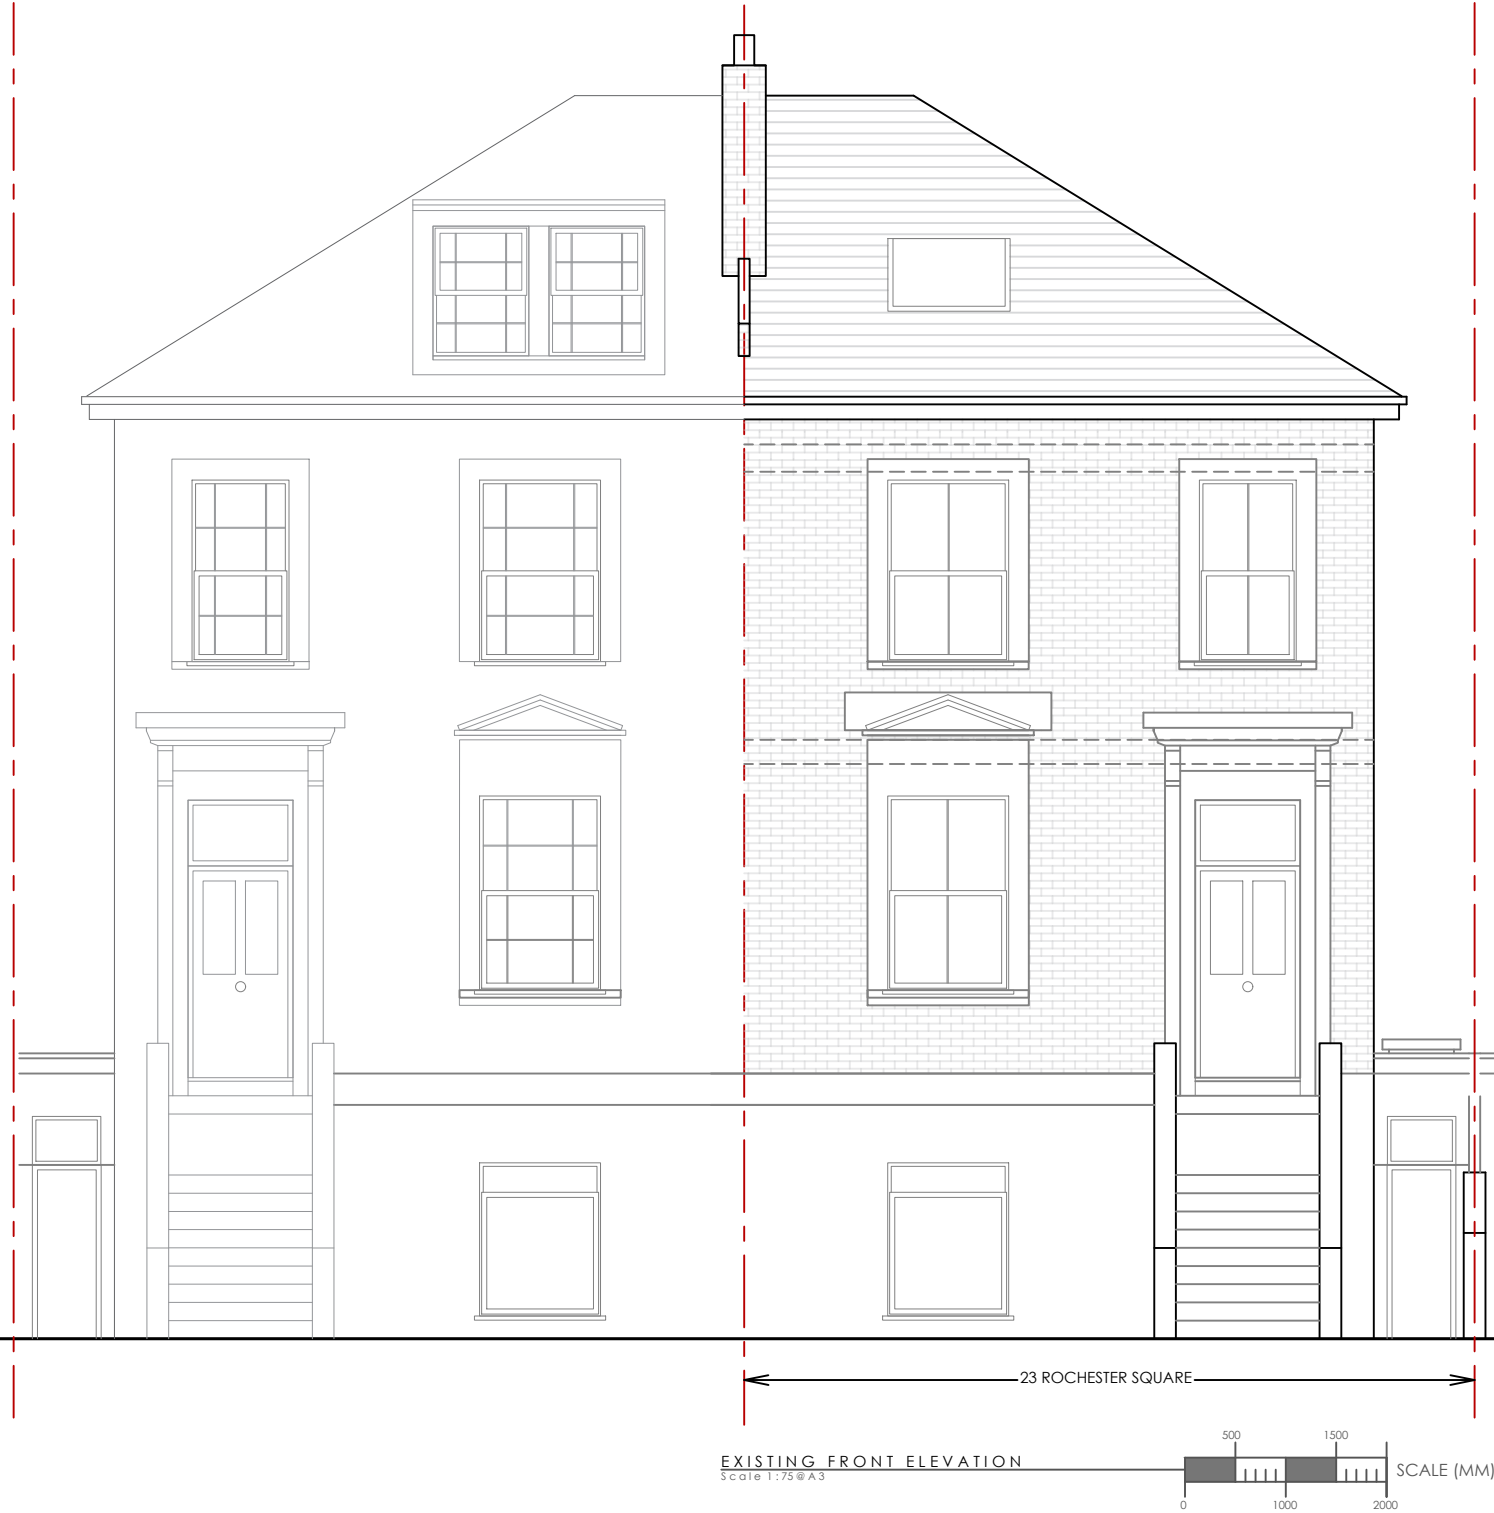 23 ROCHESTER SQUARE
EXISTING FRONT ELEVATION
Scale 1:75@A3
500 1500
SCALE (MM)
0 1000 2000